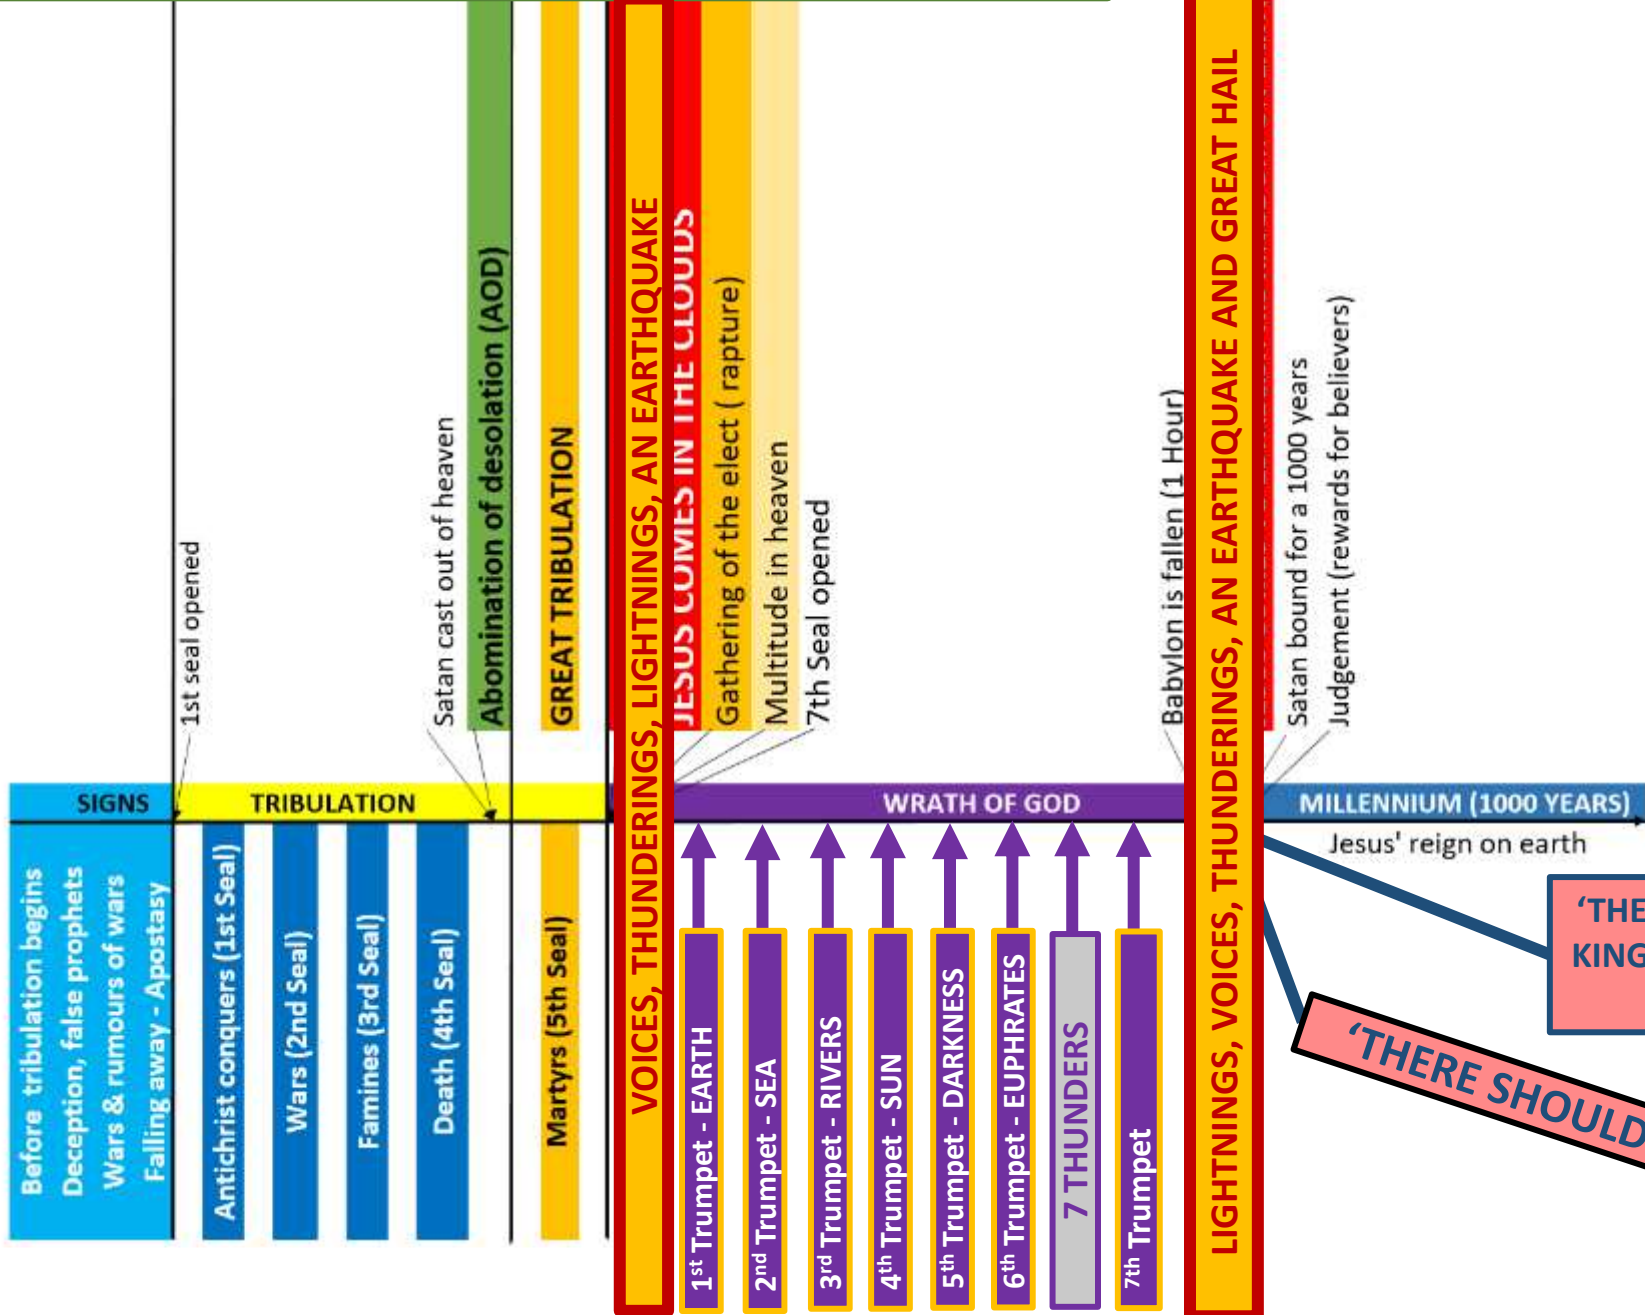 1st seal opened
Satan cast out of heaven
Abomination of desolation (AOD)
GREAT TRIBULATION
VOICES, THUNDERINGS, LIGHTNINGS, AN EARTHQUAKE
JESUS COMES IN THE CLOUDS
Gathering of the elect ( rapture)
Multitude in heaven
7th Seal opened
Babylon is fallen (1 Hour)
LIGHTNINGS, VOICES, THUNDERINGS, AN EARTHQUAKE AND GREAT HAIL
Satan bound for a 1000 years
Judgement (rewards for believers)
SIGNS
TRIBULATION
WRATH OF GOD
MILLENNIUM (1000 YEARS)
Jesus' reign on earth
Before tribulation begins
Deception, false prophets
Wars & rumours of wars
Falling away - Apostasy
Antichrist conquers (1st Seal)
Wars (2nd Seal)
Famines (3rd Seal)
Death (4th Seal)
Martyrs (5th Seal)
1st Trumpet - EARTH
2nd Trumpet - SEA
3rd Trumpet - RIVERS
4th Trumpet - SUN
5th Trumpet - DARKNESS
6th Trumpet - EUPHRATES
7 THUNDERS
7th Trumpet
‘THE
KING
‘THERE SHOULD